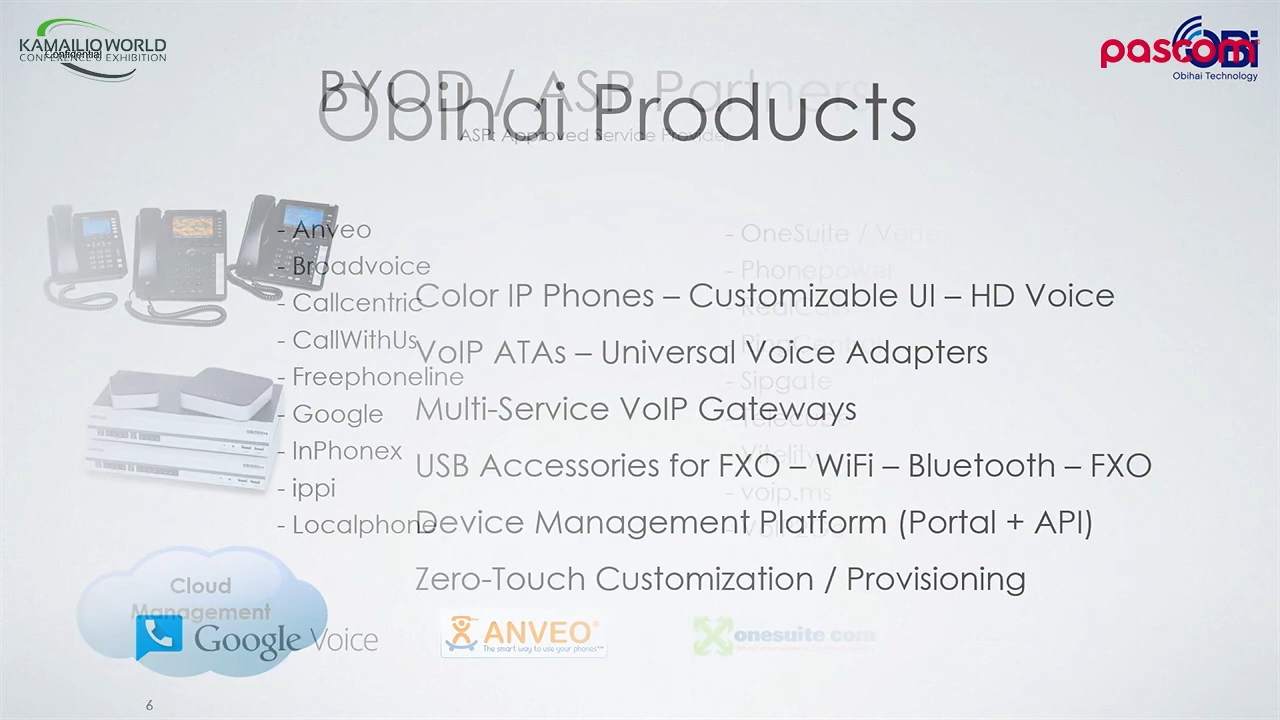 KAMAILIO WORLD
CONFERENCE & EXHIBITION
Confidential
pascom
OBi
Obihai Technology
BYOD / ASP Partners
Obihai Products
ASP: Approved Service Provider
- Anveo
- Broadvoice
- Callcentric
- CallWithUs
- Freephoneline
- Google
- InPhonex
- ippi
- Localphone
- OneSuite /
- Phonepower
- Sipgate
- Vitelity
- voip.ms
Color IP Phones – Customizable UI – HD Voice
VoIP ATAs – Universal Voice Adapters
Multi-Service VoIP Gateways
USB Accessories for FXO – WiFi – Bluetooth – FXO
Device Management Platform (Portal + API)
Zero-Touch Customization / Provisioning
Cloud
Management
Google Voice
ANVEO®
The smart way to use your phones™
onesuite.com
6